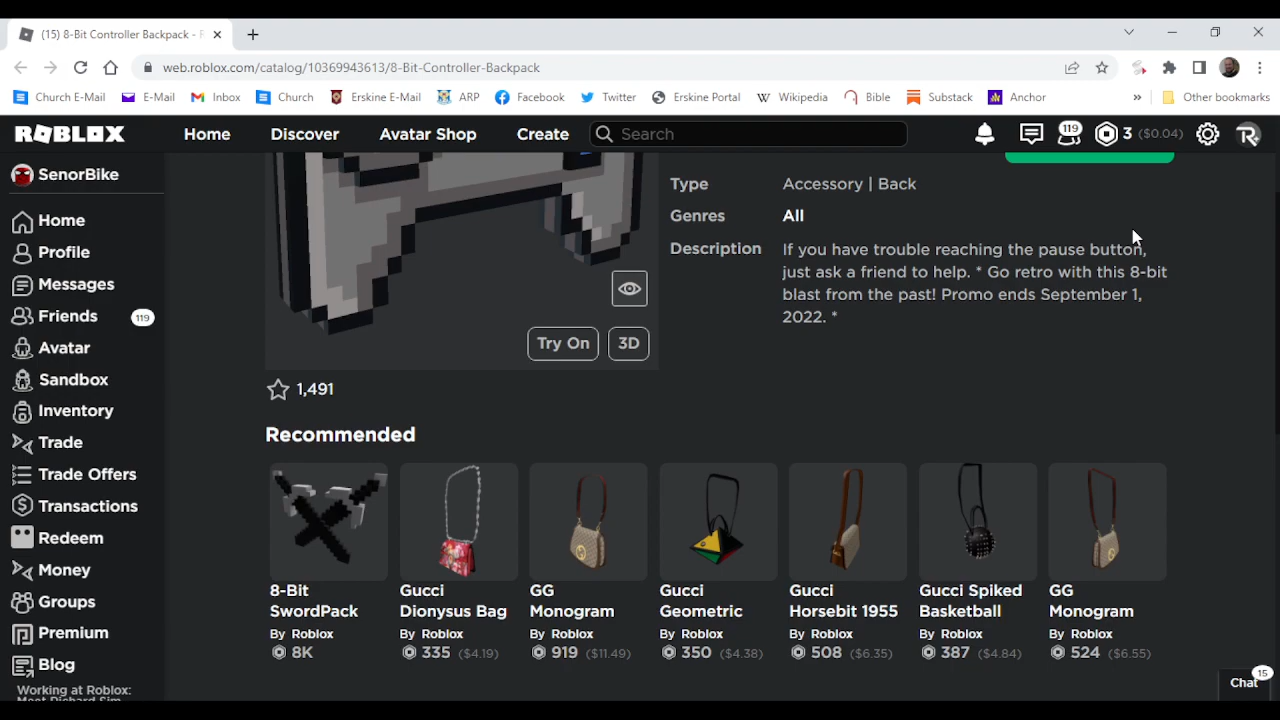 (15) 8-Bit Controller Backpack - R
web.roblox.com/catalog/10369943613/8-Bit-Controller-Backpack
Church E-Mail E-Mail Inbox Church Erskine E-Mail ARP Facebook Twitter Erskine Portal Wikipedia Bible Substack Anchor » Other bookmarks
ROBLOX Home Discover Avatar Shop Create Search 119 3 ($0.04)
SenorBike
Home
Profile
Messages
Friends 119
Avatar
Sandbox
Inventory
Trade
Trade Offers
Transactions
Redeem
Money
Groups
Premium
Blog
Working at Roblox:
Type Accessory | Back
Genres All
Description If you have trouble reaching the pause button,
just ask a friend to help. * Go retro with this 8-bit
blast from the past! Promo ends September 1,
2022. *
Try On 3D
1,491
Recommended
8-Bit
SwordPack
By Roblox
8K
Gucci
Dionysus Bag
By Roblox
335 ($4.19)
GG
Monogram
By Roblox
919 ($11.49)
Gucci
Geometric
By Roblox
350 ($4.38)
Gucci
Horsebit 1955
By Roblox
508 ($6.35)
Gucci Spiked
Basketball
By Roblox
387 ($4.84)
GG
Monogram
By Roblox
524 ($6.55)
Chat 15